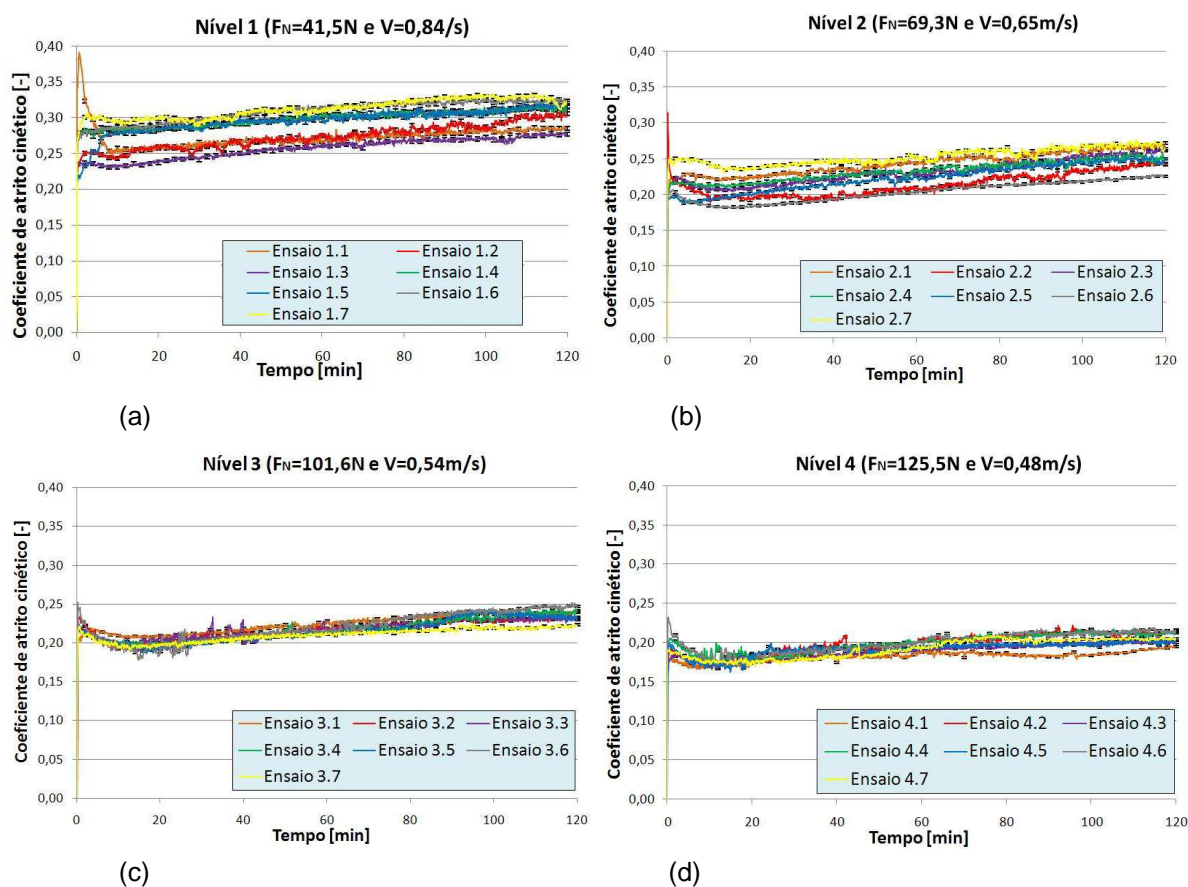 Nível 1 (FN=41,5N e V=0,84/s)
Coeficiente de atrito cinético [-]
0,40
0,35
0,30
0,25
0,20
0,15
0,10
0,05
0,00
Ensaio 1.1
Ensaio 1.2
Ensaio 1.3
Ensaio 1.4
Ensaio 1.5
Ensaio 1.6
Ensaio 1.7
0 20 40 60 80 100 120
Tempo [min]
(a)
Nível 2 (FN=69,3N e V=0,65m/s)
Coeficiente de atrito cinético [-]
0,40
0,35
0,30
0,25
0,20
0,15
0,10
0,05
0,00
Ensaio 2.1 Ensaio 2.2 Ensaio 2.3
Ensaio 2.4 Ensaio 2.5 Ensaio 2.6
Ensaio 2.7
0 20 40 60 80 100 120
Tempo [min]
(b)
Nível 3 (FN=101,6N e V=0,54m/s)
Coeficiente de atrito cinético [-]
0,40
0,35
0,30
0,25
0,20
0,15
0,10
0,05
0,00
Ensaio 3.1 Ensaio 3.2 Ensaio 3.3
Ensaio 3.4 Ensaio 3.5 Ensaio 3.6
Ensaio 3.7
0 20 40 60 80 100 120
Tempo [min]
(c)
Nível 4 (FN=125,5N e V=0,48m/s)
Coeficiente de atrito cinético [-]
0,40
0,35
0,30
0,25
0,20
0,15
0,10
0,05
0,00
Ensaio 4.1 Ensaio 4.2 Ensaio 4.3
Ensaio 4.4 Ensaio 4.5 Ensaio 4.6
Ensaio 4.7
0 20 40 60 80 100 120
Tempo [min]
(d)